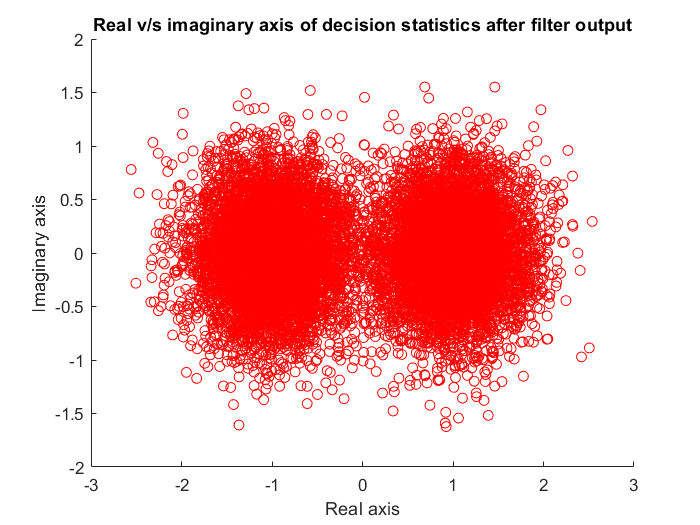 Real v/s imaginary axis of decision statistics after filter output
2
1.5
1
0.5
0
-0.5
-1
-1.5
-2
Imaginary axis
-3 -2 -1 0 1 2 3
Real axis